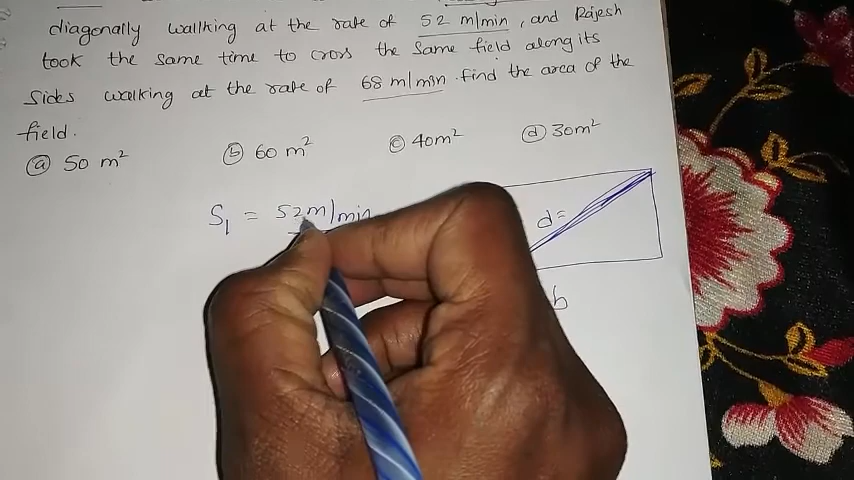 diagonally wallking at the rate of 52 m/min, and Rajesh
took the same time to cross the same field along its
sides walking at the rate of 68 m/min. find the area of the
field.
ⓐ 50 m² ⓑ 60 m² ⓒ 40m² ⓓ 30m²
S₁ = 52m/min
d=
b